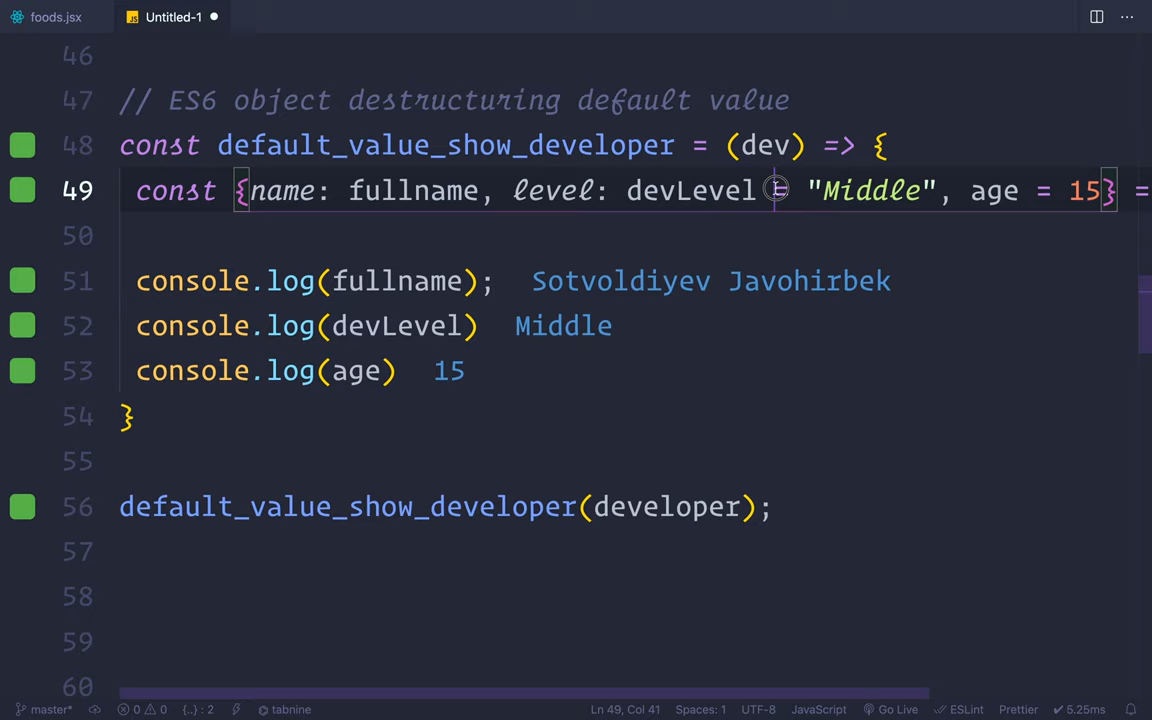 foods.jsx
JS Untitled-1
46
47 // ES6 object destructuring default value
48 const default_value_show_developer = (dev) => {
49 const {name: fullname, level: devLevel = "Middle", age = 15} =
50
51 console.log(fullname); Sotvoldiyev Javohirbek
52 console.log(devLevel) Middle
53 console.log(age) 15
54 }
55
56 default_value_show_developer(developer);
57
58
59
60
master* 0 0 {..} : 2 tabnine Ln 49, Col 41 Spaces: 1 UTF-8 JavaScript Go Live ESLint Prettier 5.25ms